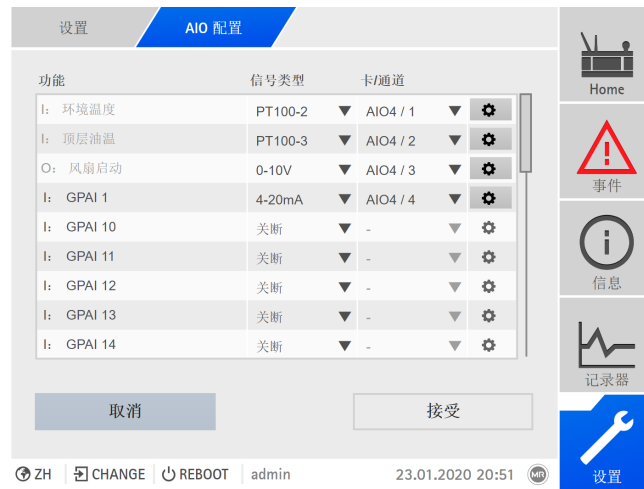 设置 AIO 配置
功能 信号类型 卡/通道
I: 环境温度 PT100-2 AIO4 / 1
I: 顶层油温 PT100-3 AIO4 / 2
O: 风扇启动 0-10V AIO4 / 3
I: GPAI 1 4-20mA AIO4 / 4
I: GPAI 10 关断 -
I: GPAI 11 关断 -
I: GPAI 12 关断 -
I: GPAI 13 关断 -
I: GPAI 14 关断 -
取消 接受
Home
事件
信息
记录器
设置
ZH CHANGE REBOOT admin 23.01.2020 20:51 MR